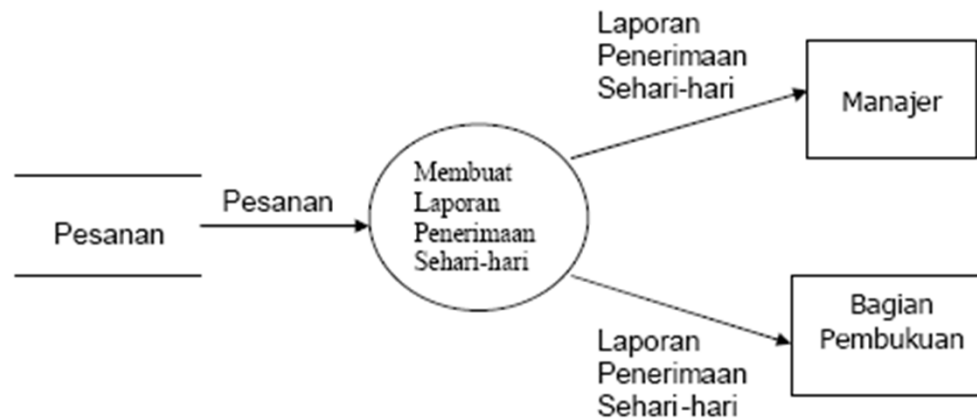 Pesanan
Pesanan
Membuat
Laporan
Penerimaan
Sehari-hari
Laporan
Penerimaan
Sehari-hari
Manajer
Laporan
Penerimaan
Sehari-hari
Bagian
Pembukuan